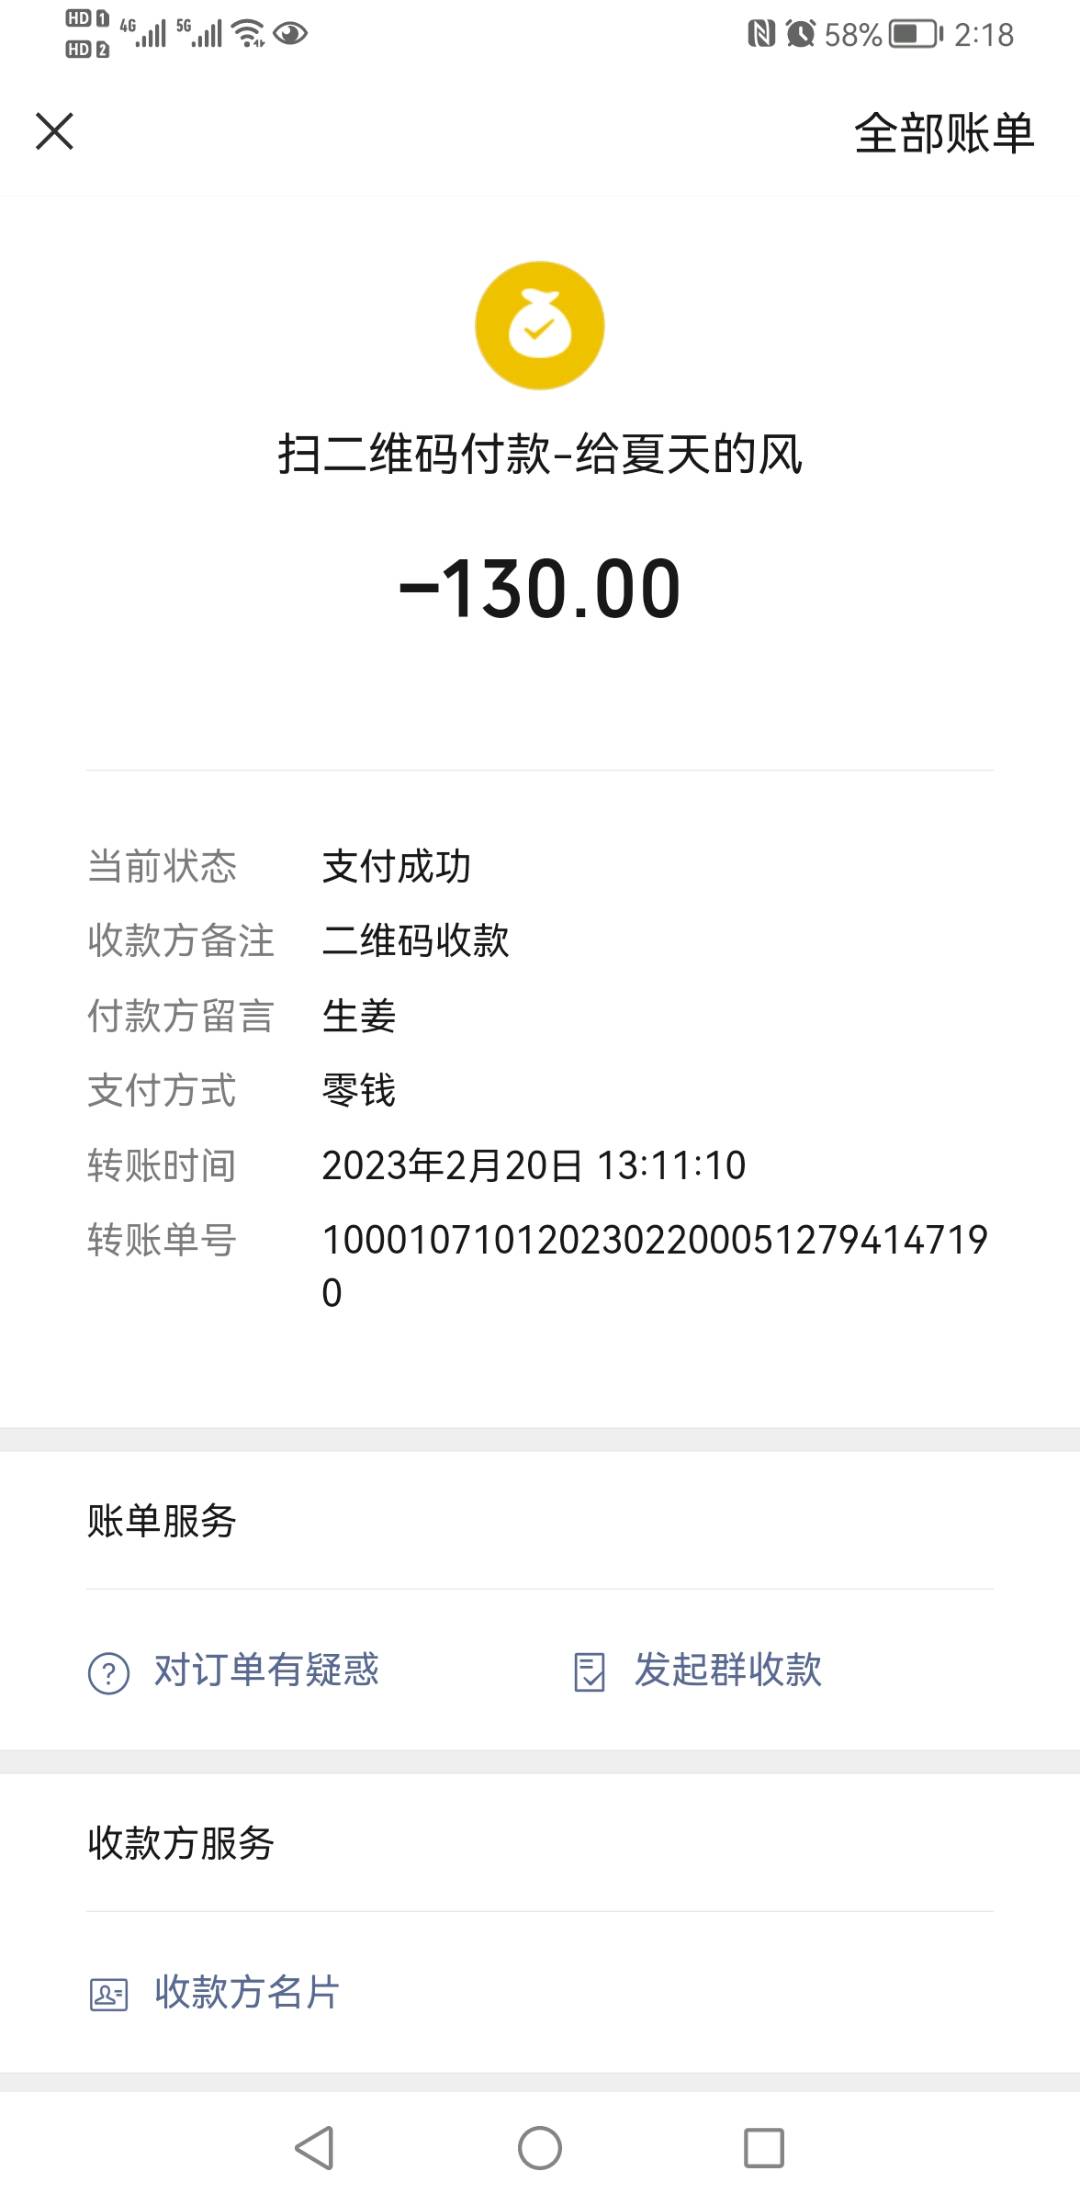 HD 1 4G 5G 58% 2:18
HD 2
全部账单
扫二维码付款-给夏天的风
-130.00
当前状态 支付成功
收款方备注 二维码收款
付款方留言 生姜
支付方式 零钱
转账时间 2023年2月20日 13:11:10
转账单号 1000107101202302200051279414719
0
账单服务
对订单有疑惑 发起群收款
收款方服务
收款方名片